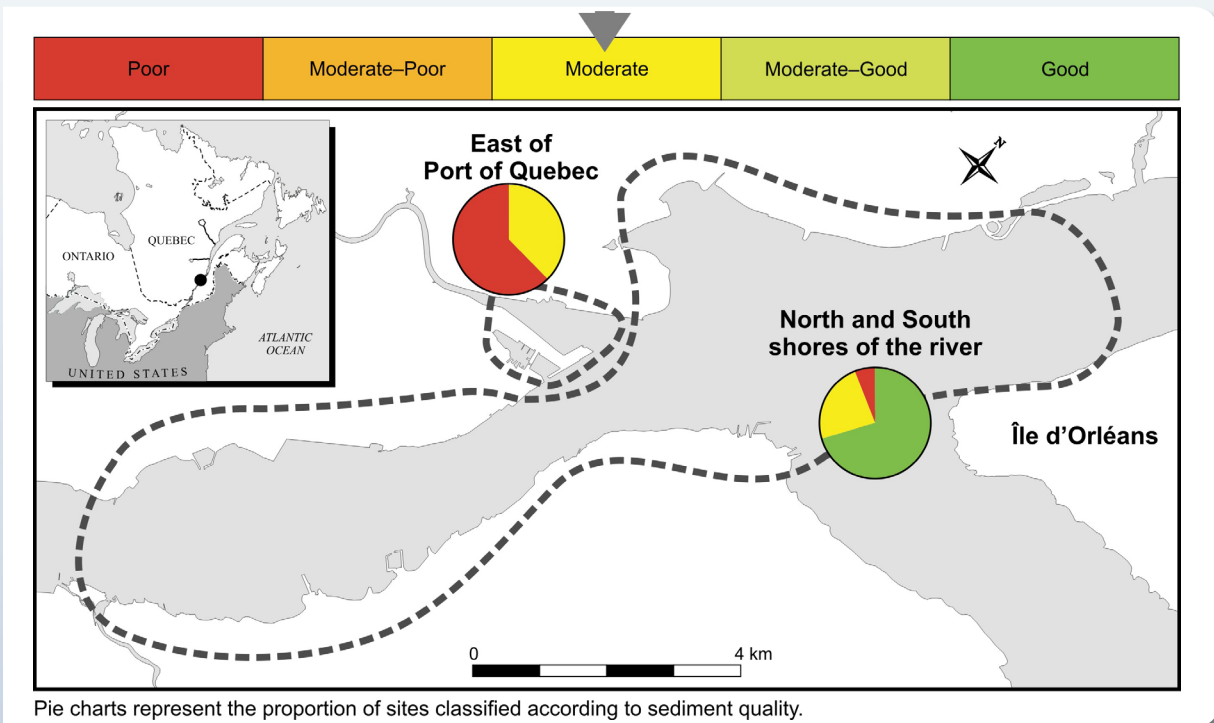 Poor
Moderate–Poor
Moderate
Moderate–Good
Good
East of
Port of Quebec
N
QUEBEC
ONTARIO
ATLANTIC
OCEAN
UNITED STATES
North and South
shores of the river
Île d'Orléans
0
4 km
Pie charts represent the proportion of sites classified according to sediment quality.